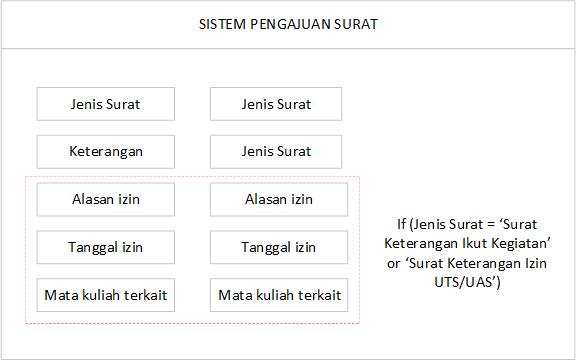 SISTEM PENGAJUAN SURAT
Jenis Surat
Jenis Surat
Keterangan
Jenis Surat
Alasan izin
Alasan izin
Tanggal izin
Tanggal izin
Mata kuliah terkait
Mata kuliah terkait
If (Jenis Surat = ‘Surat
Keterangan Ikut Kegiatan’
or ‘Surat Keterangan Izin
UTS/UAS’)